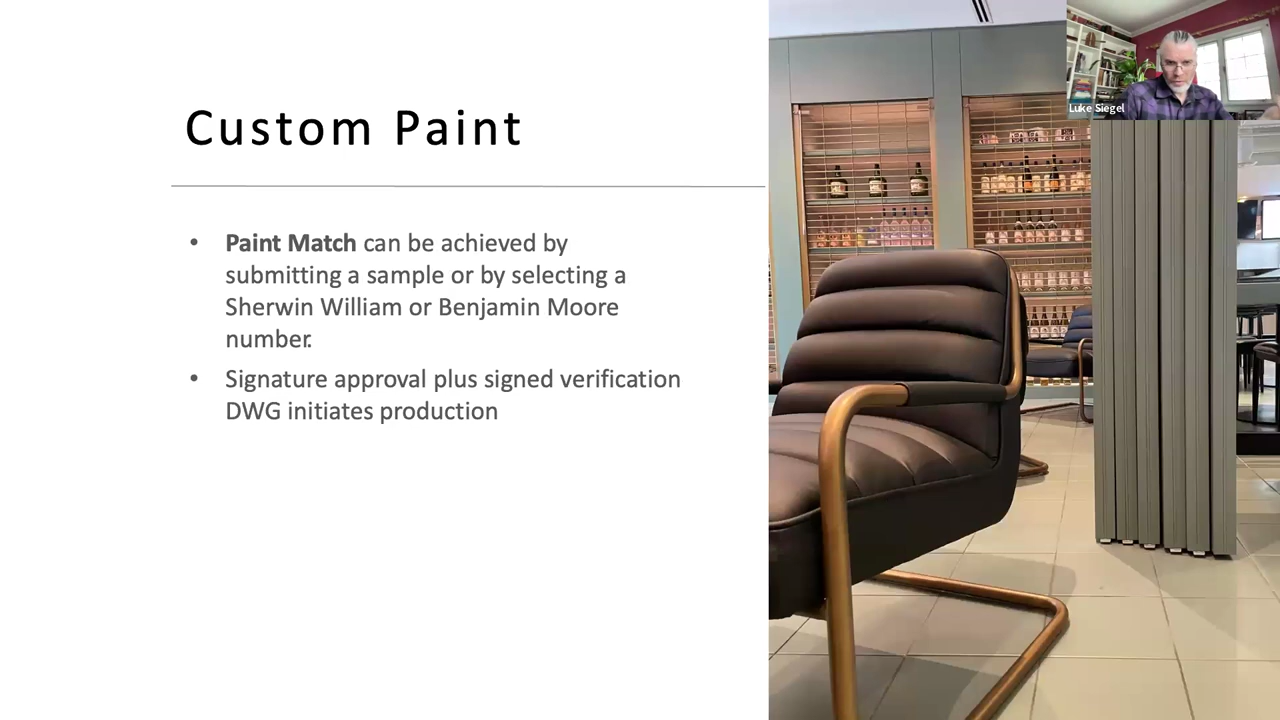 Custom Paint
• Paint Match can be achieved by
submitting a sample or by selecting a
Sherwin William or Benjamin Moore
number.
• Signature approval plus signed verification
DWG initiates production
Luke Siegel